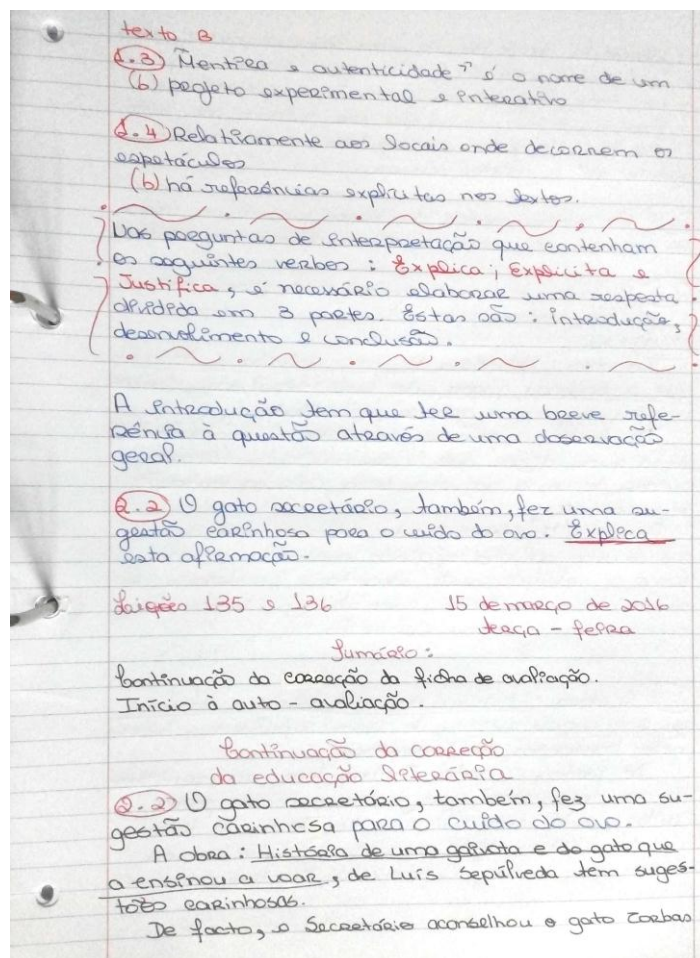 texto B
1.3 "Mentira e autenticidade" é o nome de um
(b) projeto experimental e interativo
1.4 Relativamente aos locais onde decorrem os
espetáculos
(b) há referências explícitas nos textos.
Nas preguntas de interpretação que contenham
os seguintes verbos : Explica ; Explicita e
Justifica, é necessário elaborar uma resposta
dividida em 3 partes. Estas são : introdução,
desenvolvimento e conclusão.
A introdução tem que ter uma breve refe-
rência à questão através de uma observação
geral.
2.2 O gato secretário, também, fez uma su-
gestão carinhosa para o cuido do ovo. Explica
esta afirmação.
Lições 135 e 136 15 de março de 2016
terça - feira
Sumário :
Continuação da correção da ficha de avaliação.
Início à auto - avaliação .
Continuação da correção
da educação literária
2.2 O gato secretário, também, fez uma su-
gestão carinhosa para o cuido do ovo.
A obra : História de uma gaivota e do gato que
a ensinou a voar, de Luís Sepúlveda tem suges-
tões carinhosas.
De facto, o Secretário aconselhou o gato Zorbas